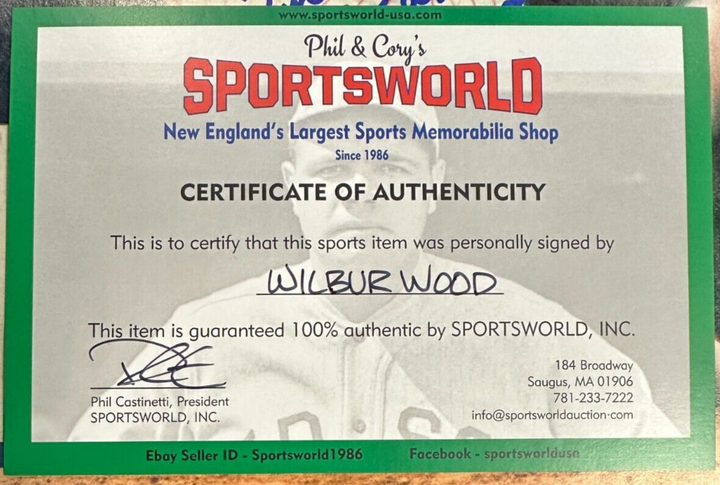 www.sportsworld-usa.com
Phil & Cory's
SPORTSWORLD
New England's Largest Sports Memorabilia Shop
Since 1986
CERTIFICATE OF AUTHENTICITY
This is to certify that this sports item was personally signed by
WILBUR WOOD
This item is guaranteed 100% authentic by SPORTSWORLD, INC.
Phil Castinetti, President
SPORTSWORLD, INC.
184 Broadway
Saugus, MA 01906
781-233-7222
info@sportsworldauction.com
Ebay Seller ID - Sportsworld1986 Facebook - sportsworldusa